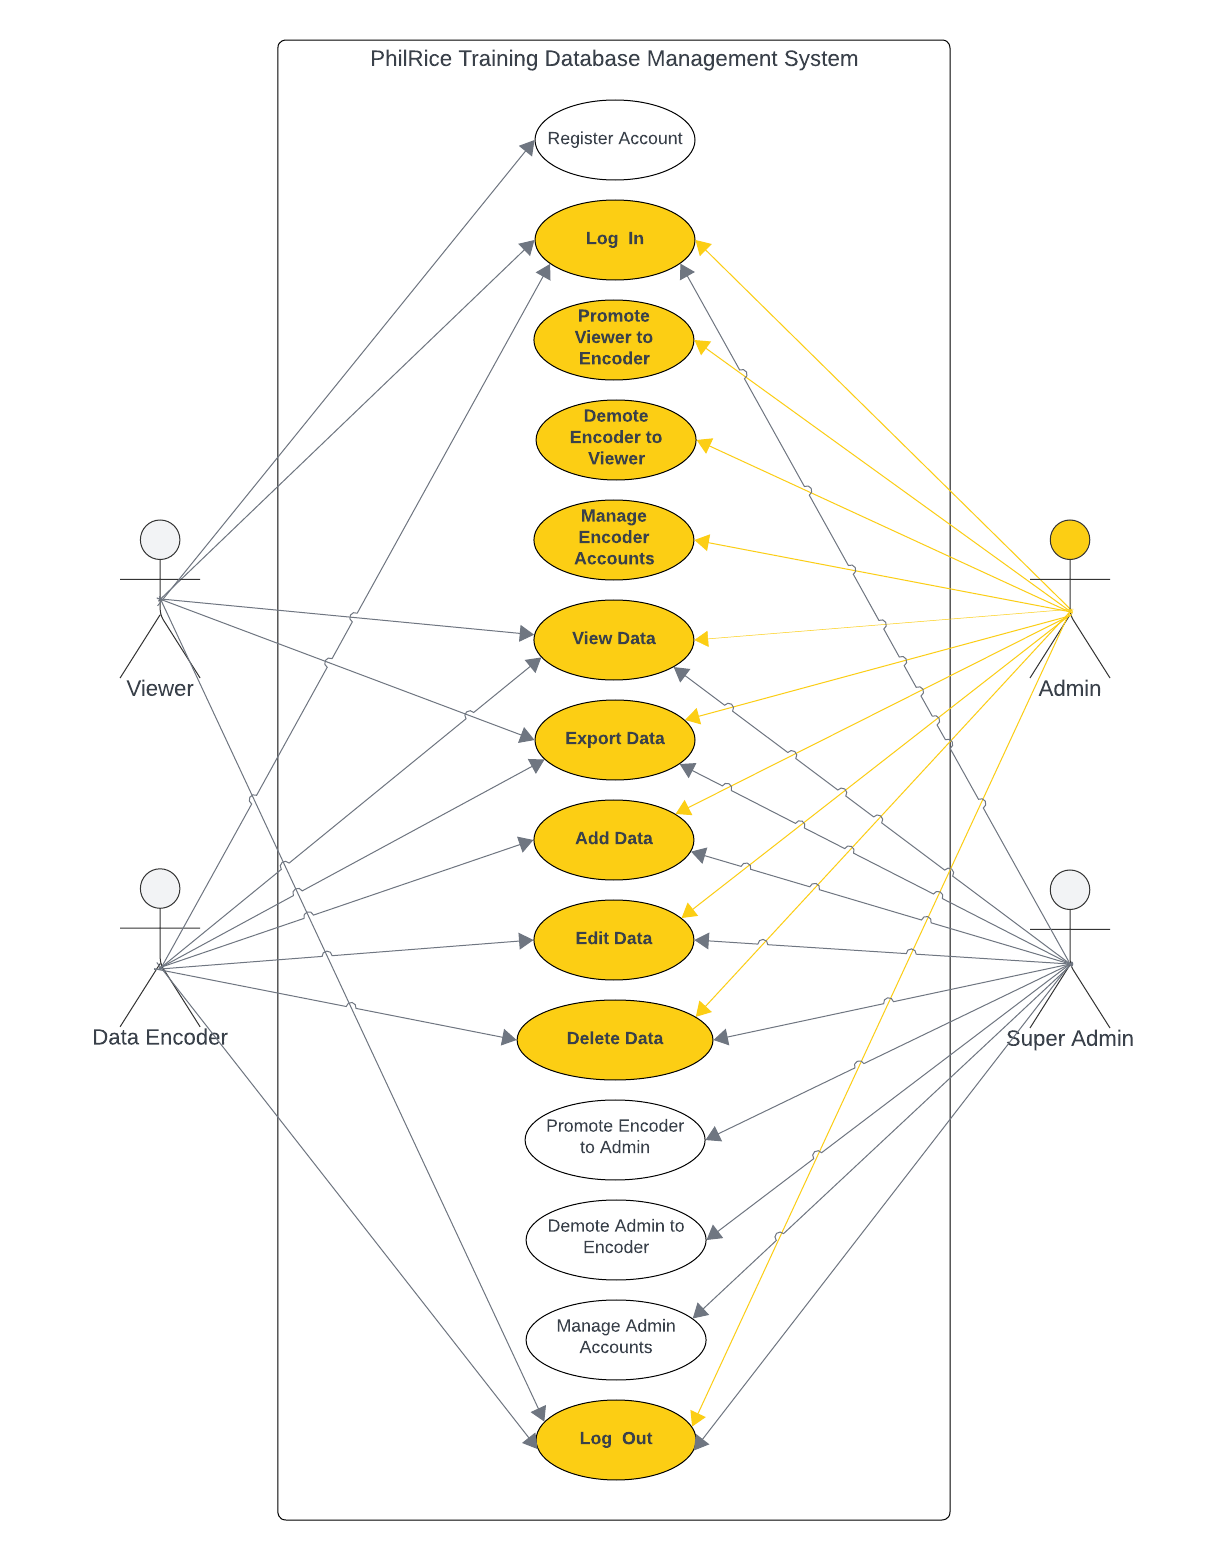 PhilRice Training Database Management System
Register Account
Log In
Promote
Viewer to
Encoder
Demote
Encoder to
Viewer
Manage
Encoder
Accounts
View Data
Viewer
Admin
Export Data
Add Data
Edit Data
Data Encoder
Super Admin
Delete Data
Promote Encoder
to Admin
Demote Admin to
Encoder
Manage Admin
Accounts
Log Out